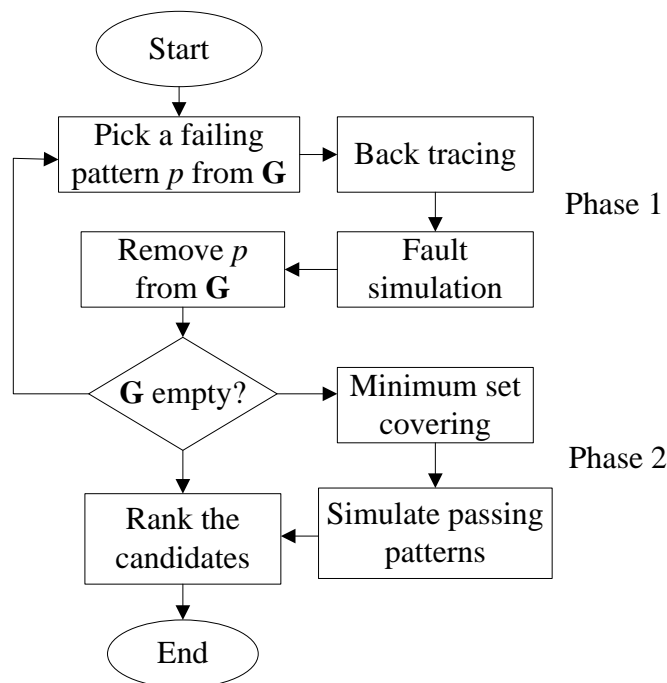 Start
Pick a failing
pattern p from G
Back tracing
Phase 1
Remove p
from G
Fault
simulation
G empty?
Minimum set
covering
Phase 2
Rank the
candidates
Simulate passing
patterns
End